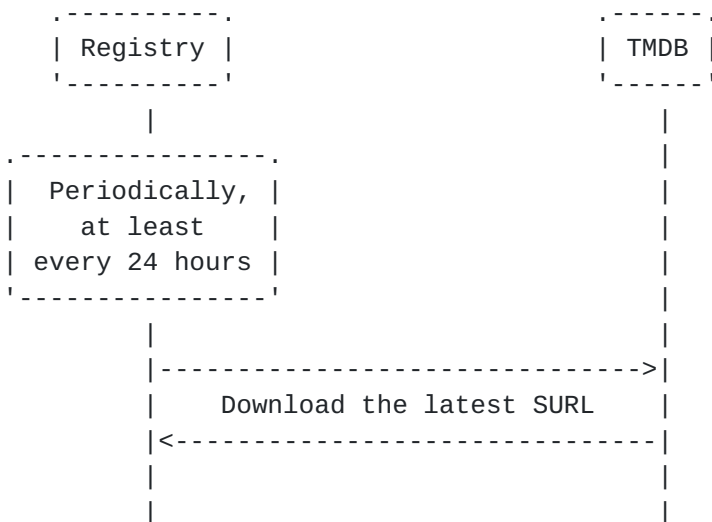 Registry
TMDB
Periodically,
at least
every 24 hours
Download the latest SURL